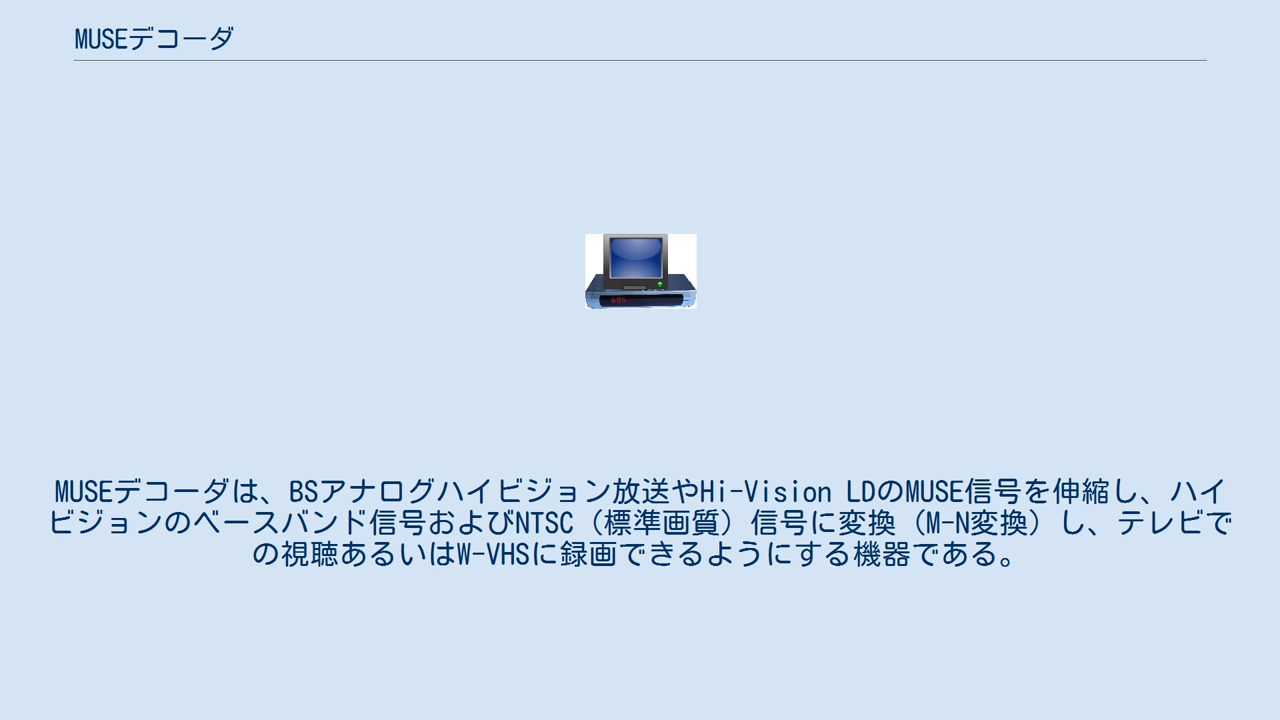 MUSEデコーダ
MUSEデコーダは、BSアナログハイビジョン放送やHi-Vision LDのMUSE信号を伸縮し、ハイ
ビジョンのベースバンド信号およびNTSC（標準画質）信号に変換（M-N変換）し、テレビで
の視聴あるいはW-VHSに録画できるようにする機器である。